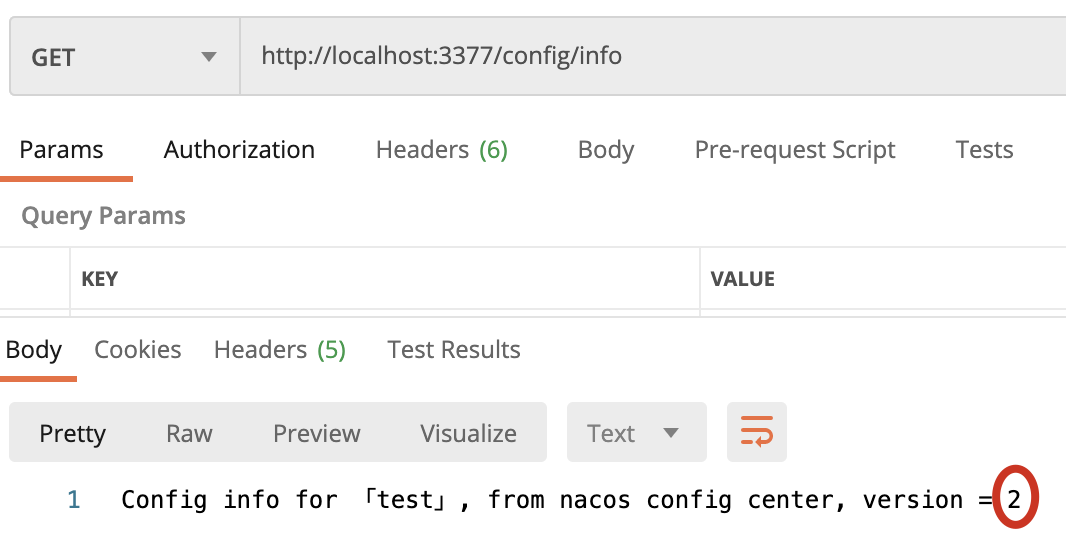 GET http://localhost:3377/config/info
Params Authorization Headers (6) Body Pre-request Script Tests
Query Params
KEY VALUE
Body Cookies Headers (5) Test Results
Pretty Raw Preview Visualize Text
1 Config info for 「test」, from nacos config center, version = 2